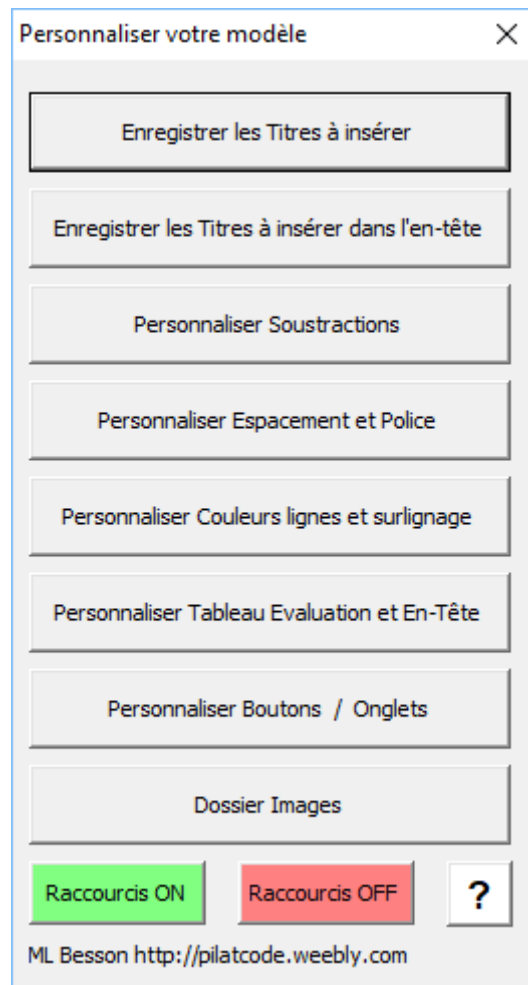 Personnaliser votre modèle
Enregistrer les Titres à insérer
Enregistrer les Titres à insérer dans l'en-tête
Personnaliser Soustractions
Personnaliser Espacement et Police
Personnaliser Couleurs lignes et surlignage
Personnaliser Tableau Evaluation et En-Tête
Personnaliser Boutons / Onglets
Dossier Images
Raccourcis ON Raccourcis OFF ?
ML Besson http://pilatcode.weebly.com